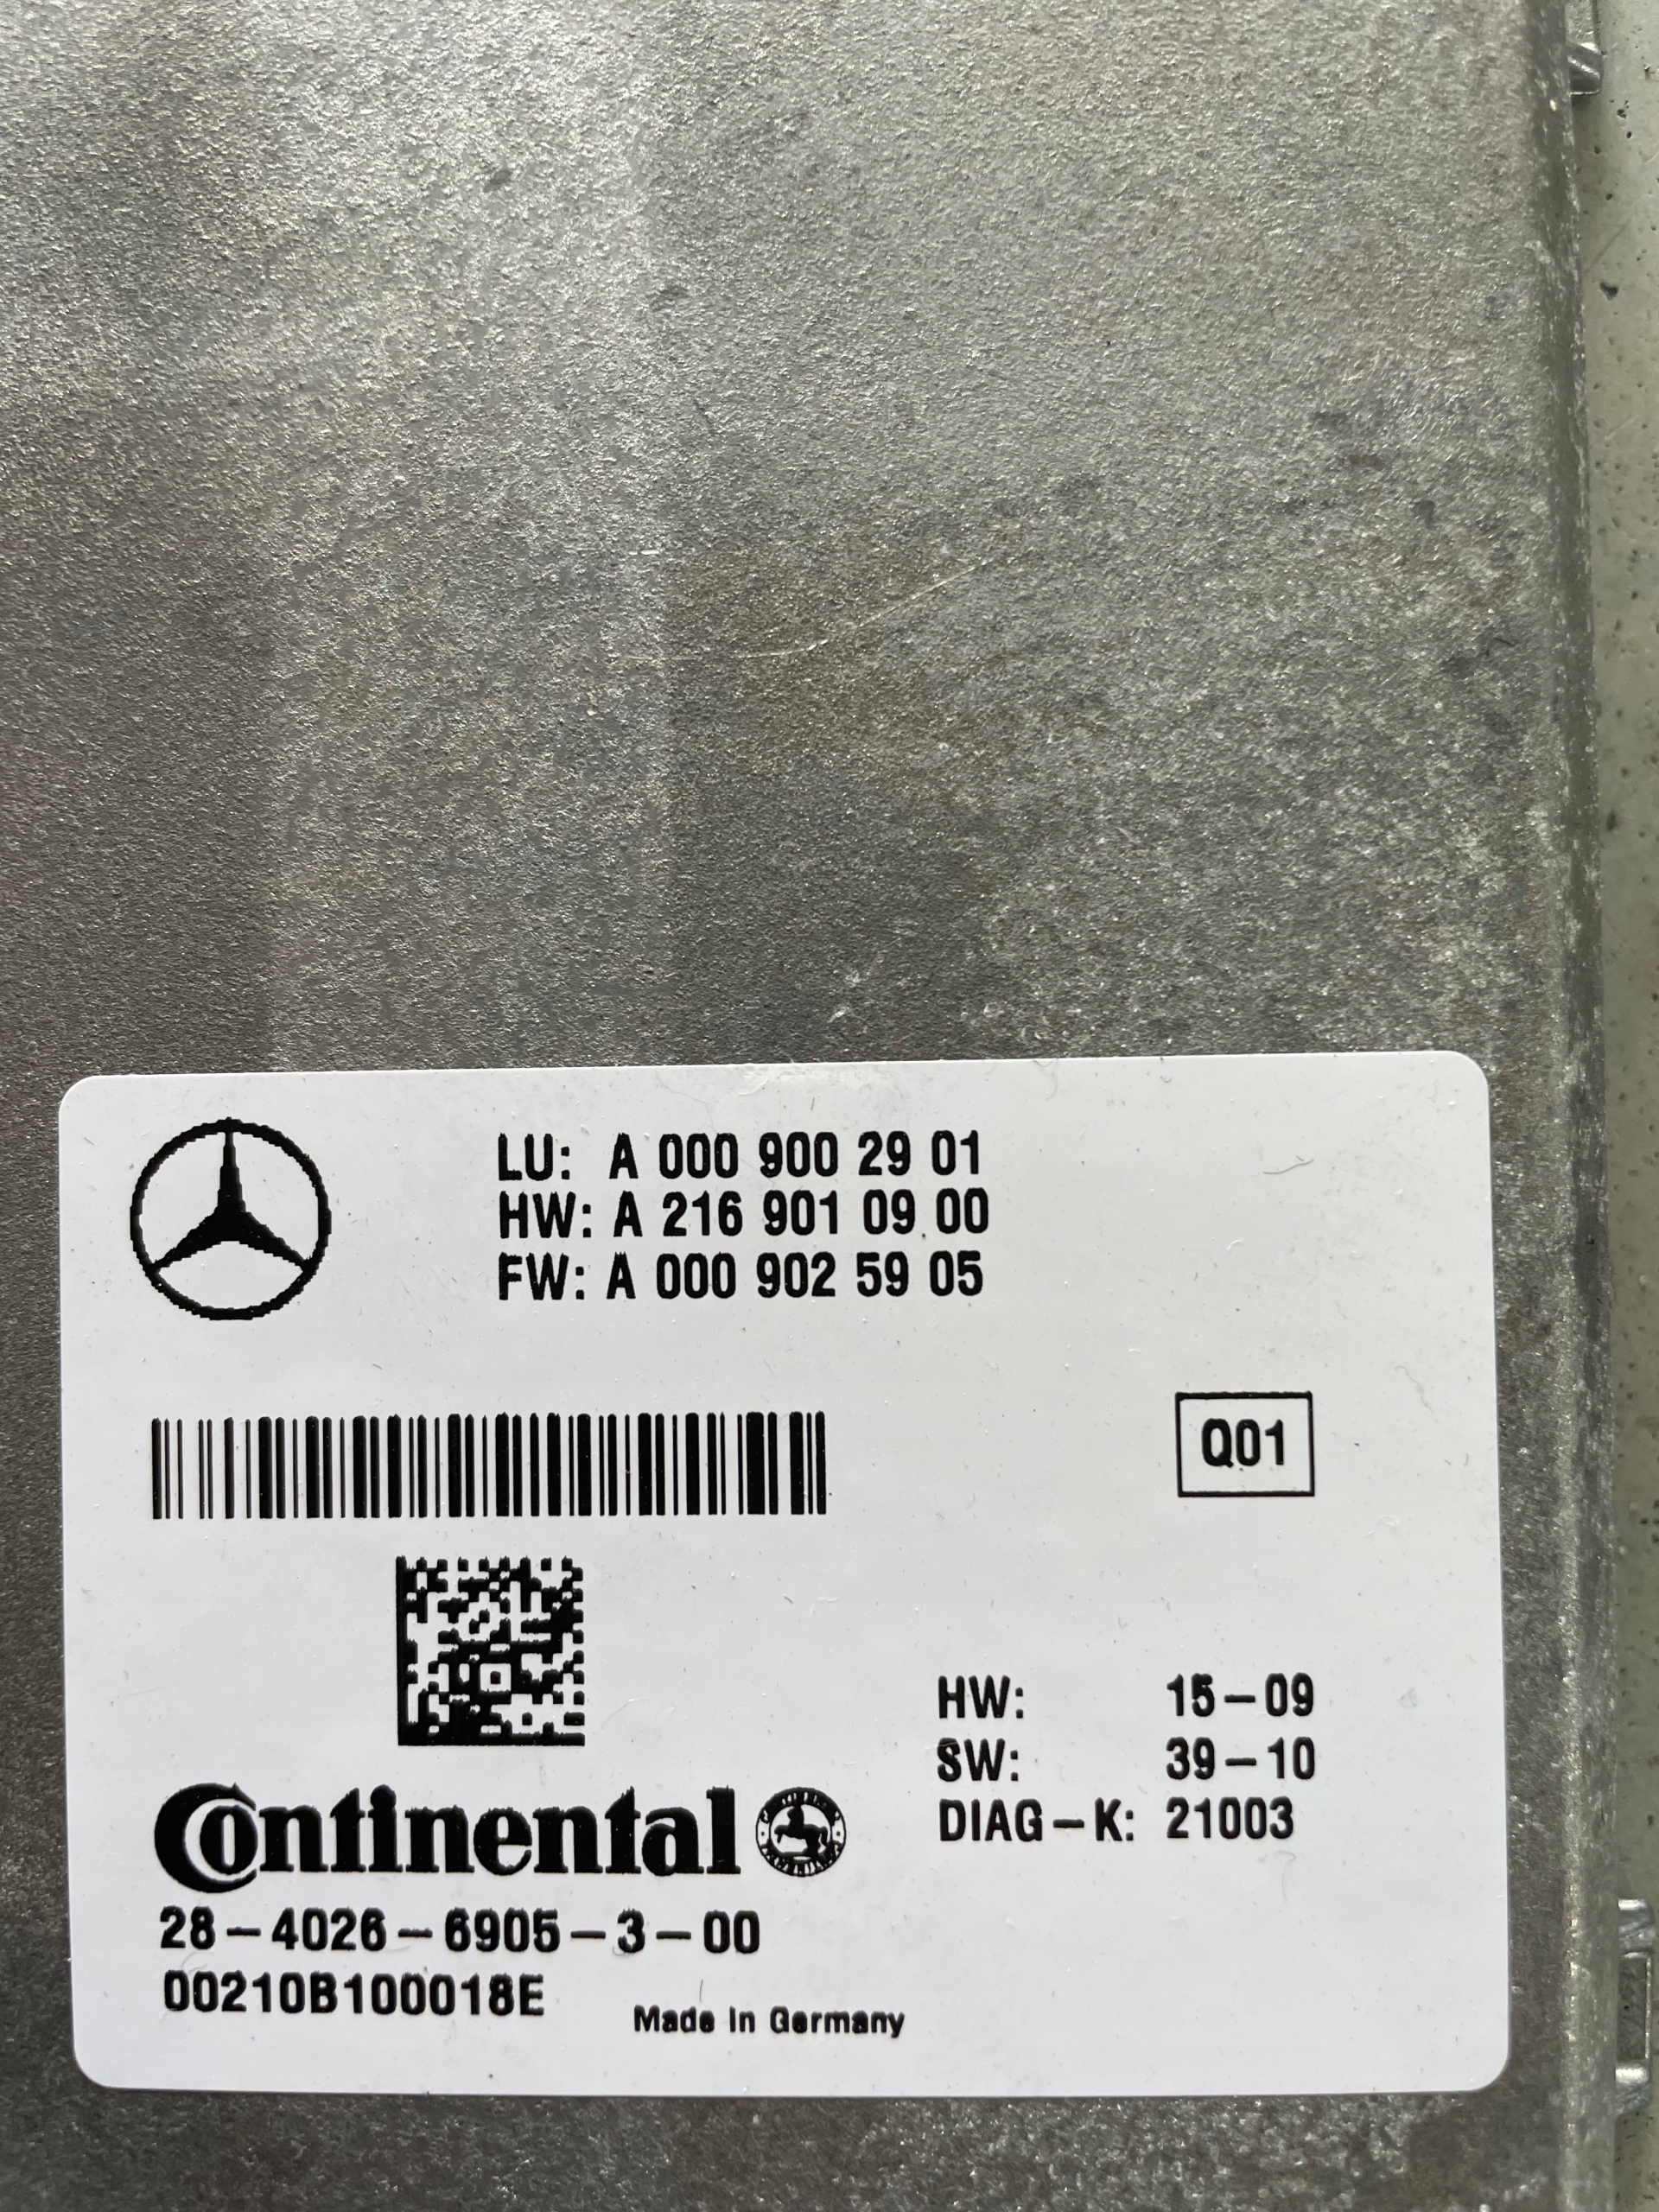 LU: A 000 900 29 01
HW: A 216 901 09 00
FW: A 000 902 59 05
Q01
HW: 15-09
SW: 39-10
DIAG-K: 21003
Continental
28-4026-6905-3-00
00210B100018E
Made In Germany